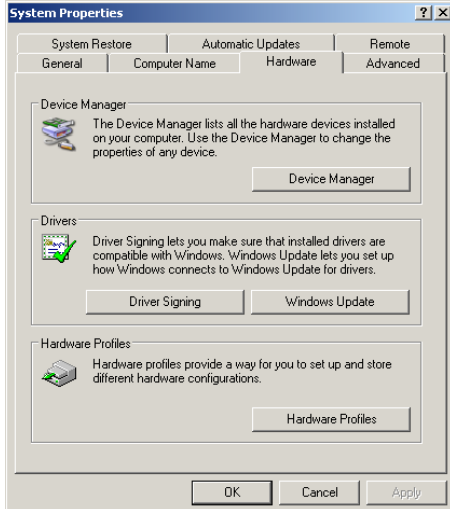 System Properties
System Restore Automatic Updates Remote
General Computer Name Hardware Advanced
Device Manager
The Device Manager lists all the hardware devices installed
on your computer. Use the Device Manager to change the
properties of any device.
Device Manager
Drivers
Driver Signing lets you make sure that installed drivers are
compatible with Windows. Windows Update lets you set up
how Windows connects to Windows Update for drivers.
Driver Signing Windows Update
Hardware Profiles
Hardware profiles provide a way for you to set up and store
different hardware configurations.
Hardware Profiles
OK Cancel Apply